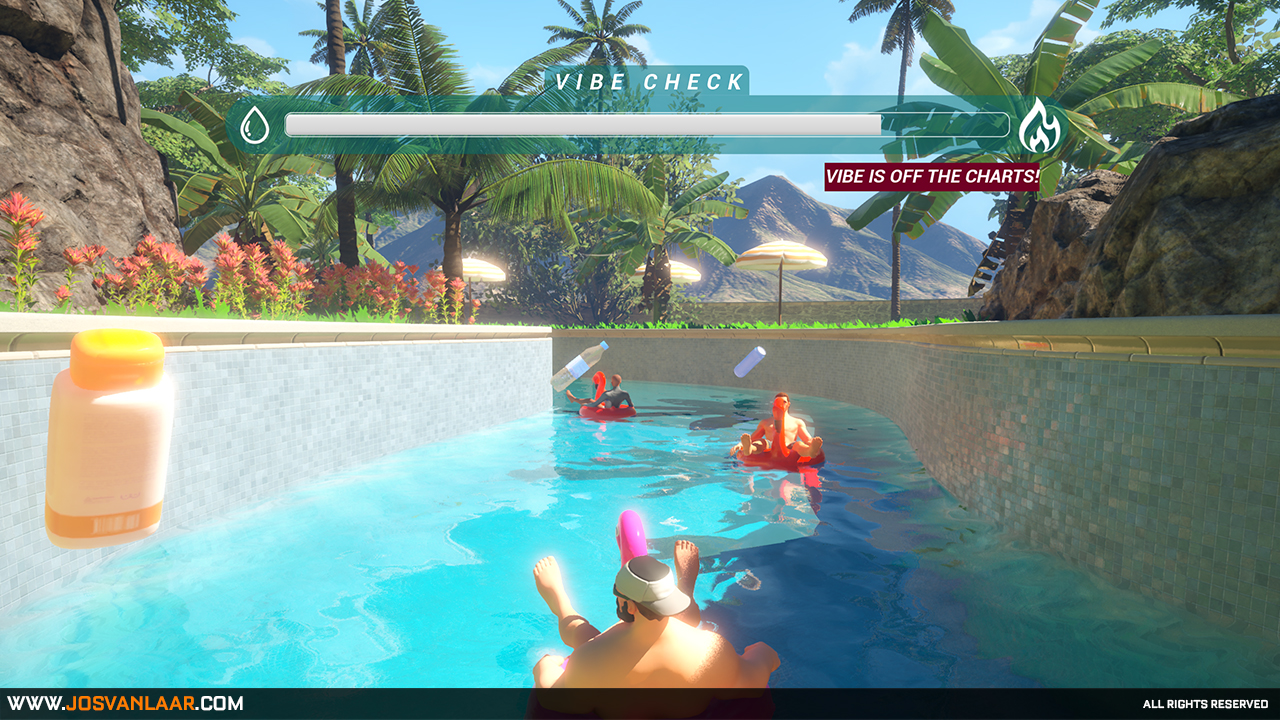 VIBE CHECK
VIBE IS OFF THE CHARTS!
WWW.JOSVANLAAR.COM
ALL RIGHTS RESERVED